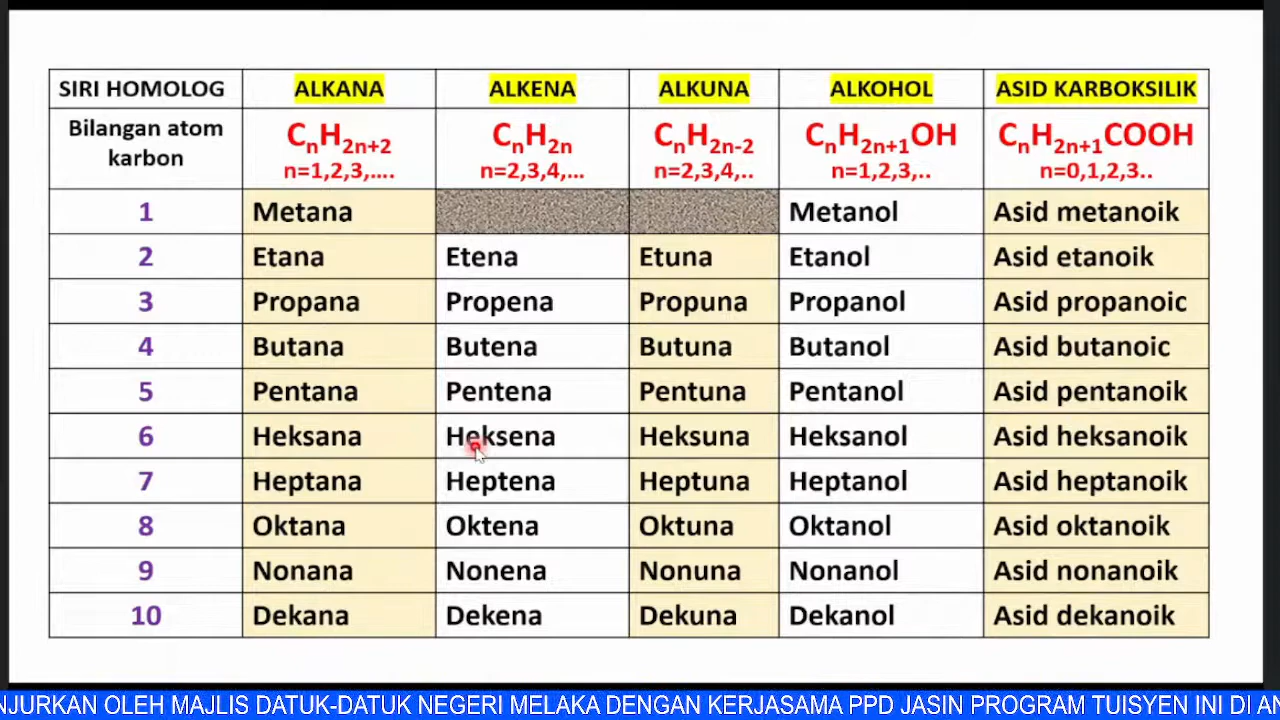 SIRI HOMOLOG ALKANA ALKENA ALKUNA ALKOHOL ASID KARBOKSILIK
Bilangan atom karbon CₙH₂ₙ₊₂ CₙH₂ₙ CₙH₂ₙ₋₂ CₙH₂ₙ₊₁OH CₙH₂ₙ₊₁COOH
n=1,2,3,.... n=2,3,4,... n=2,3,4,.. n=1,2,3,.. n=0,1,2,3..
1 Metana Metanol Asid metanoik
2 Etana Etena Etuna Etanol Asid etanoik
3 Propana Propena Propuna Propanol Asid propanoic
4 Butana Butena Butuna Butanol Asid butanoic
5 Pentana Pentena Pentuna Pentanol Asid pentanoik
6 Heksana Heksena Heksuna Heksanol Asid heksanoik
7 Heptana Heptena Heptuna Heptanol Asid heptanoik
8 Oktana Oktena Oktuna Oktanol Asid oktanoik
9 Nonana Nonena Nonuna Nonanol Asid nonanoik
10 Dekana Dekena Dekuna Dekanol Asid dekanoik
NJURKAN OLEH MAJLIS DATUK-DATUK NEGERI MELAKA DENGAN KERJASAMA PPD JASIN PROGRAM TUISYEN INI DI